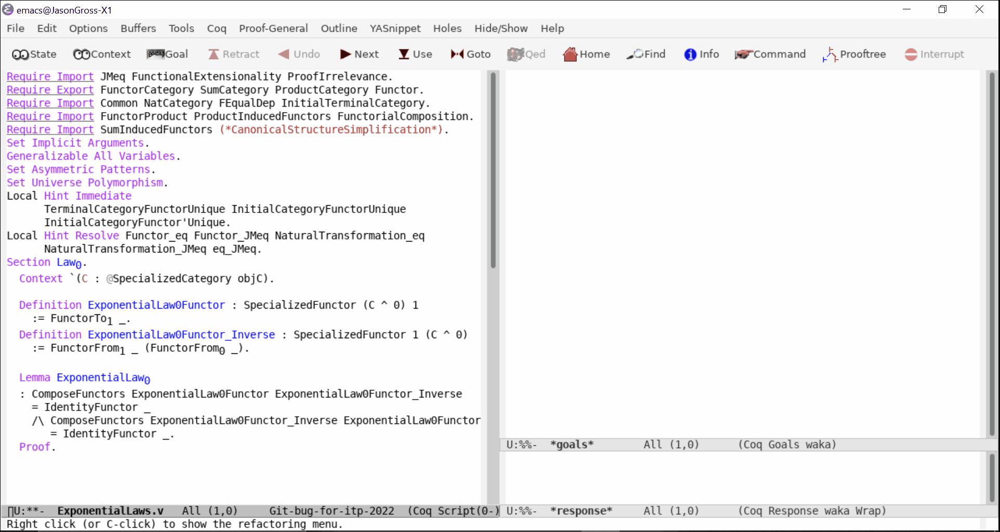 emacs@JasonGross-X1
File Edit Options Buffers Tools Coq Proof-General Outline YASnippet Holes Hide/Show Help
State Context Goal Retract Undo Next Use Goto Qed Home Find Info Command Prooftree Interrupt
Require Import JMeq FunctionalExtensionality ProofIrrelevance.
Require Export FunctorCategory SumCategory ProductCategory Functor.
Require Import Common NatCategory FEqualDep InitialTerminalCategory.
Require Import FunctorProduct ProductInducedFunctors FunctorialComposition.
Require Import SumInducedFunctors (*CanonicalStructureSimplification*).
Set Implicit Arguments.
Generalizable All Variables.
Set Asymmetric Patterns.
Set Universe Polymorphism.
Local Hint Immediate
      TerminalCategoryFunctorUnique InitialCategoryFunctorUnique
      InitialCategoryFunctor'Unique.
Local Hint Resolve Functor_eq Functor_JMeq NaturalTransformation_eq
      NaturalTransformation_JMeq eq_JMeq.
Section Law₀.
  Context `(C : @SpecializedCategory objC).
  Definition ExponentialLaw0Functor : SpecializedFunctor (C ^ 0) 1
    := FunctorTo₁ _.
  Definition ExponentialLaw0Functor_Inverse : SpecializedFunctor 1 (C ^ 0)
    := FunctorFrom₁ _ (FunctorFrom₀ _).
  Lemma ExponentialLaw₀
  : ComposeFunctors ExponentialLaw0Functor ExponentialLaw0Functor_Inverse
    = IdentityFunctor _
    /\ ComposeFunctors ExponentialLaw0Functor_Inverse ExponentialLaw0Functor
       = IdentityFunctor _.
  Proof.
U:%%-  *goals*        All (1,0)      (Coq Goals waka)
U:**-  ExponentialLaws.v   All (1,0)     Git-bug-for-itp-2022  (Coq Script(0-)
U:%%-  *response*     All (1,0)      (Coq Response waka Wrap)
Right click (or C-click) to show the refactoring menu.